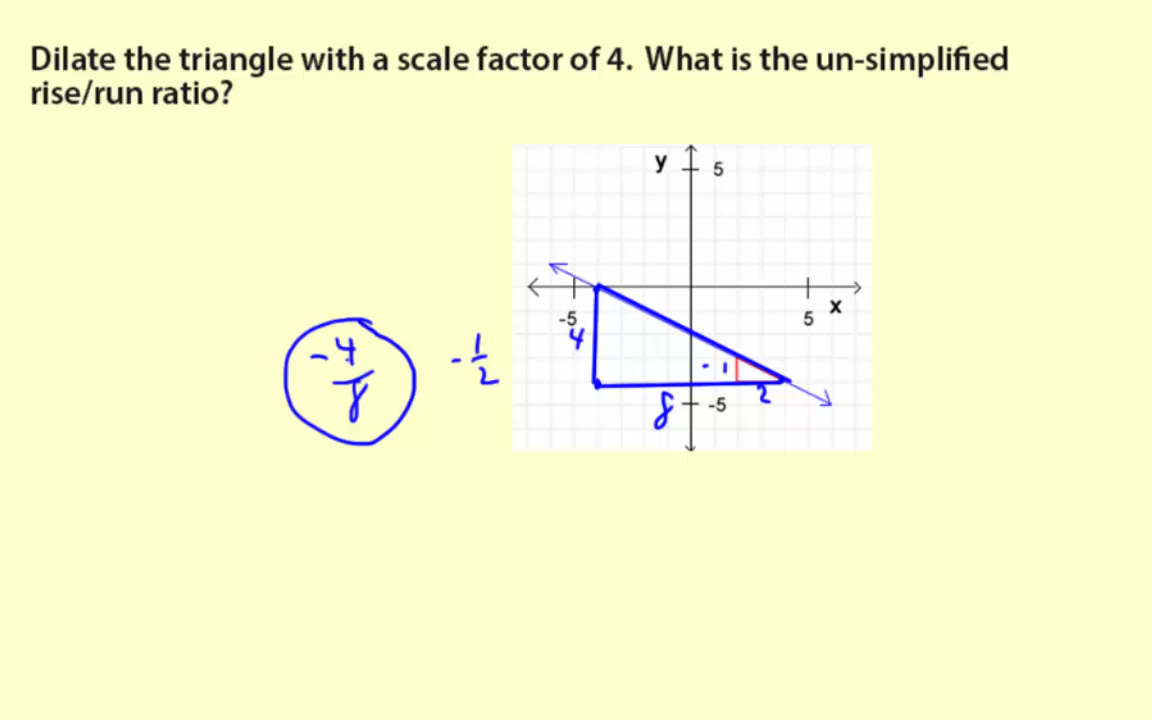 Dilate the triangle with a scale factor of 4. What is the un-simplified
rise/run ratio?
y 5
-5 5 x
4
-4/8 -1/2 -1
8 -5 2